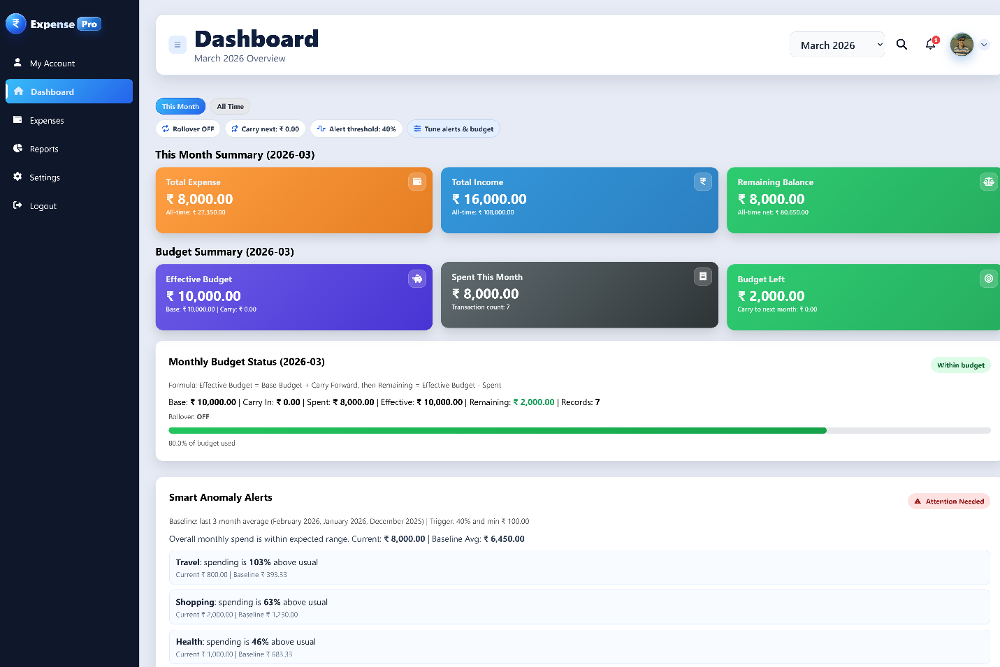 ₹ Expense Pro
My Account
Dashboard
Expenses
Reports
Settings
Logout
Dashboard
March 2026 Overview
March 2026
9
This Month
All Time
Rollover OFF
Carry next: ₹ 0.00
Alert threshold: 40%
Tune alerts & budget
This Month Summary (2026-03)
Total Expense
₹ 8,000.00
All-time: ₹ 27,350.00
Total Income
₹
₹ 16,000.00
All-time: ₹ 108,000.00
Remaining Balance
₹ 8,000.00
All-time net: ₹ 80,650.00
Budget Summary (2026-03)
Effective Budget
₹ 10,000.00
Base: ₹ 10,000.00 | Carry: ₹ 0.00
Spent This Month
₹ 8,000.00
Transaction count: 7
Budget Left
₹ 2,000.00
Carry to next month: ₹ 0.00
Monthly Budget Status (2026-03)
Within budget
Formula: Effective Budget = Base Budget + Carry Forward, then Remaining = Effective Budget - Spent
Base: ₹ 10,000.00 | Carry In: ₹ 0.00 | Spent: ₹ 8,000.00 | Effective: ₹ 10,000.00 | Remaining: ₹ 2,000.00 | Records: 7
Rollover: OFF
80.0% of budget used
Smart Anomaly Alerts
Attention Needed
Baseline: last 3 month average (February 2026, January 2026, December 2025) | Trigger: 40% and min ₹ 100.00
Overall monthly spend is within expected range. Current: ₹ 8,000.00 | Baseline Avg: ₹ 6,450.00
Travel: spending is 103% above usual
Current ₹ 800.00 | Baseline ₹ 393.33
Shopping: spending is 63% above usual
Current ₹ 2,000.00 | Baseline ₹ 1,230.00
Health: spending is 46% above usual
Current ₹ 1,000.00 | Baseline ₹ 683.33